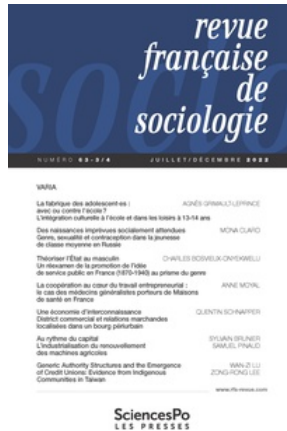 revue
française
de
sociologie
socio
NUMÉRO 63-3/4 JUILLET/DÉCEMBRE 2022
VARIA
La fabrique des adolescent·es : AGNÈS GRIMAULT-LEPRINCE
avec ou contre l'école ?
L'intégration culturelle à l'école et dans les loisirs à 13-14 ans
Des naissances imprévues socialement attendues MONA CLARO
Genre, sexualité et contraception dans la jeunesse
de classe moyenne en Russie
Théoriser l'État au masculin CHARLES BOSVIEUX-ONYEKWELU
Un réexamen de la promotion de l'idée
de service public en France (1870-1940) au prisme du genre
La coopération au cœur du travail entrepreneurial : ANNE MOYAL
le cas des médecins généralistes porteurs de Maisons
de santé en France
Une économie d'interconnaissance QUENTIN SCHNAPPER
District commercial et relations marchandes
localisées dans un bourg périurbain
Au rythme du capital SYLVAIN BRUNIER
L'industrialisation du renouvellement SAMUEL PINAUD
des machines agricoles
Generic Authority Structures and the Emergence WAN-ZI LU
of Credit Unions: Evidence from Indigenous ZONG-RONG LEE
Communities in Taiwan
www.rfs-revue.com
SciencesPo
LES PRESSES